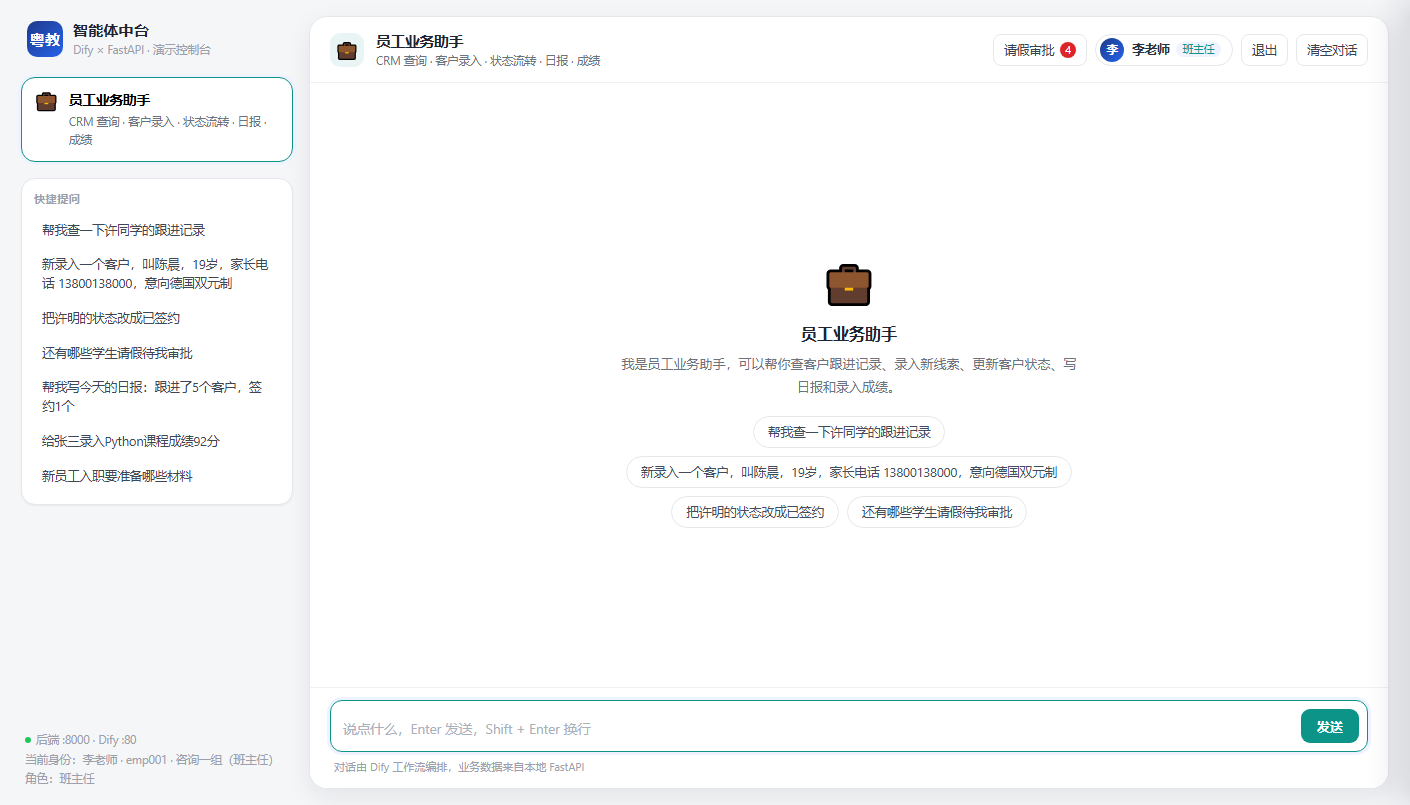 粤教
智能体中台
Dify × FastAPI · 演示控制台
员工业务助手
CRM 查询 · 客户录入 · 状态流转 · 日报 ·
成绩
快捷提问
帮我查一下许同学的跟进记录
新录入一个客户，叫陈晨，19岁，家长电
话 13800138000，意向德国双元制
把许明的状态改成已签约
还有哪些学生请假待我审批
帮我写今天的日报：跟进了5个客户，签
约1个
给张三录入Python课程成绩92分
新员工入职要准备哪些材料
后端 :8000 · Dify :80
当前身份：李老师 · emp001 · 咨询一组（班主任）
角色：班主任
员工业务助手
CRM 查询 · 客户录入 · 状态流转 · 日报 · 成绩
请假审批 4
李 李老师 班主任
退出
清空对话
员工业务助手
我是员工业务助手，可以帮你查客户跟进记录、录入新线索、更新客户状态、写
日报和录入成绩。
帮我查一下许同学的跟进记录
新录入一个客户，叫陈晨，19岁，家长电话 13800138000，意向德国双元制
把许明的状态改成已签约
还有哪些学生请假待我审批
说点什么，Enter 发送，Shift + Enter 换行
发送
对话由 Dify 工作流编排，业务数据来自本地 FastAPI